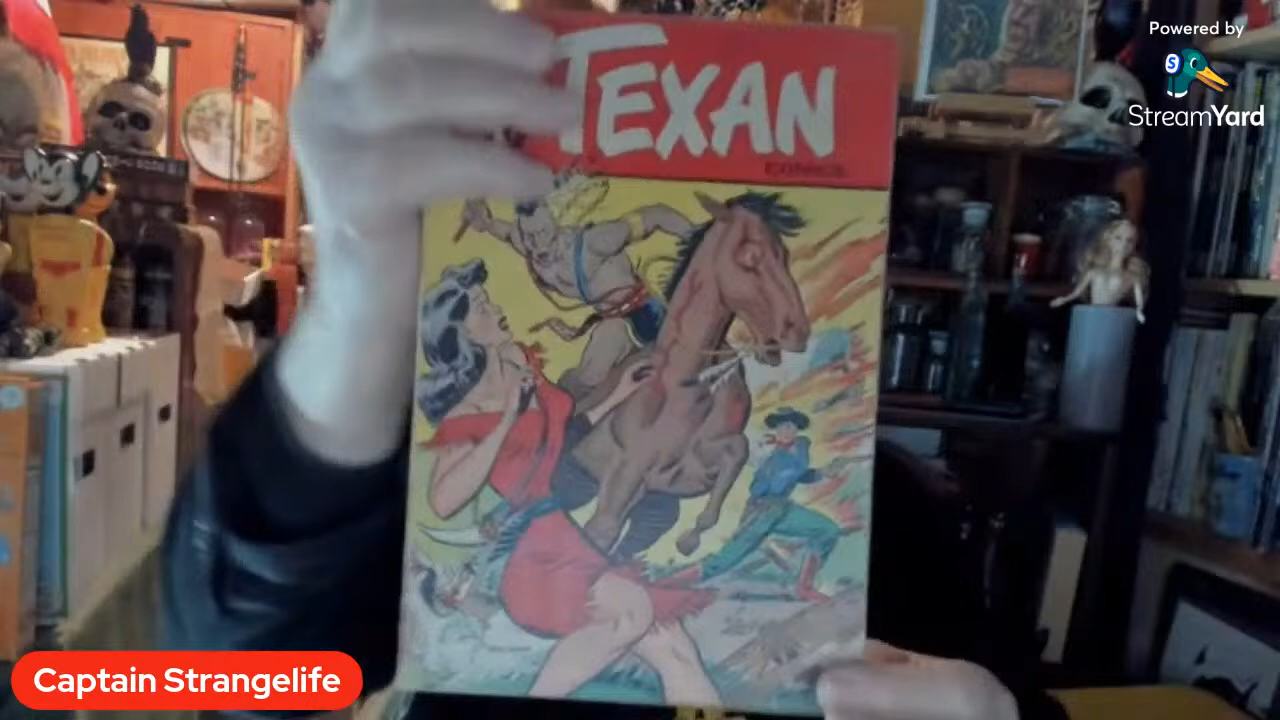 Powered by
StreamYard
TEXAN
COMICS
Captain Strangelife